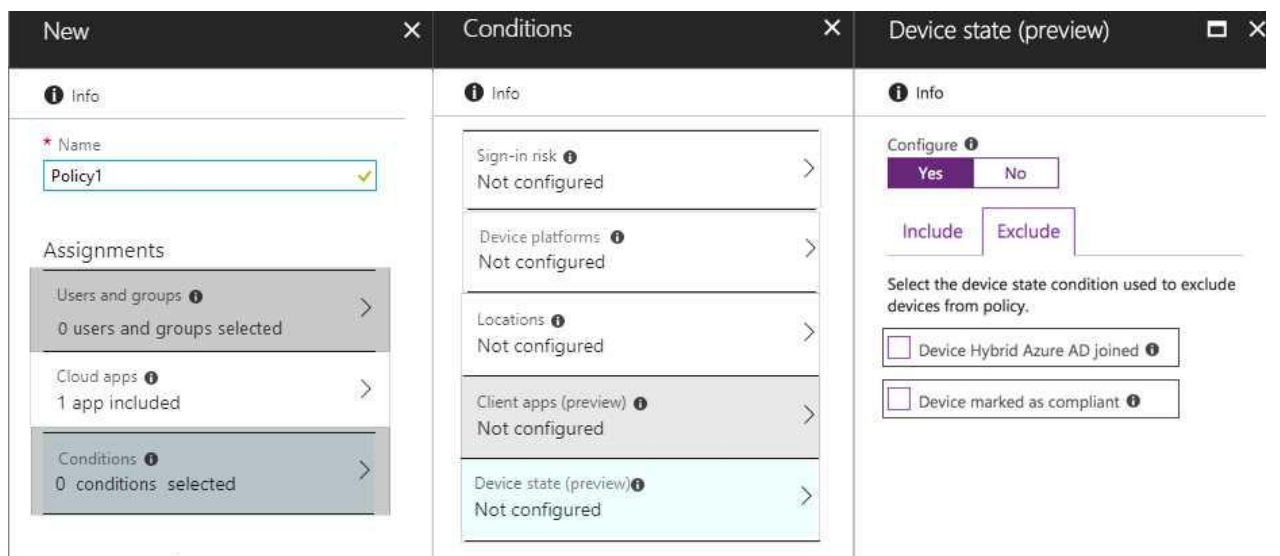 New
Info
* Name
Policy1
Assignments
Users and groups
0 users and groups selected
Cloud apps
1 app included
Conditions
0 conditions selected
Conditions
Info
Sign-in risk
Not configured
Device platforms
Not configured
Locations
Not configured
Client apps (preview)
Not configured
Device state (preview)
Not configured
Device state (preview)
Info
Configure
Yes No
Include Exclude
Select the device state condition used to exclude
devices from policy.
Device Hybrid Azure AD joined
Device marked as compliant